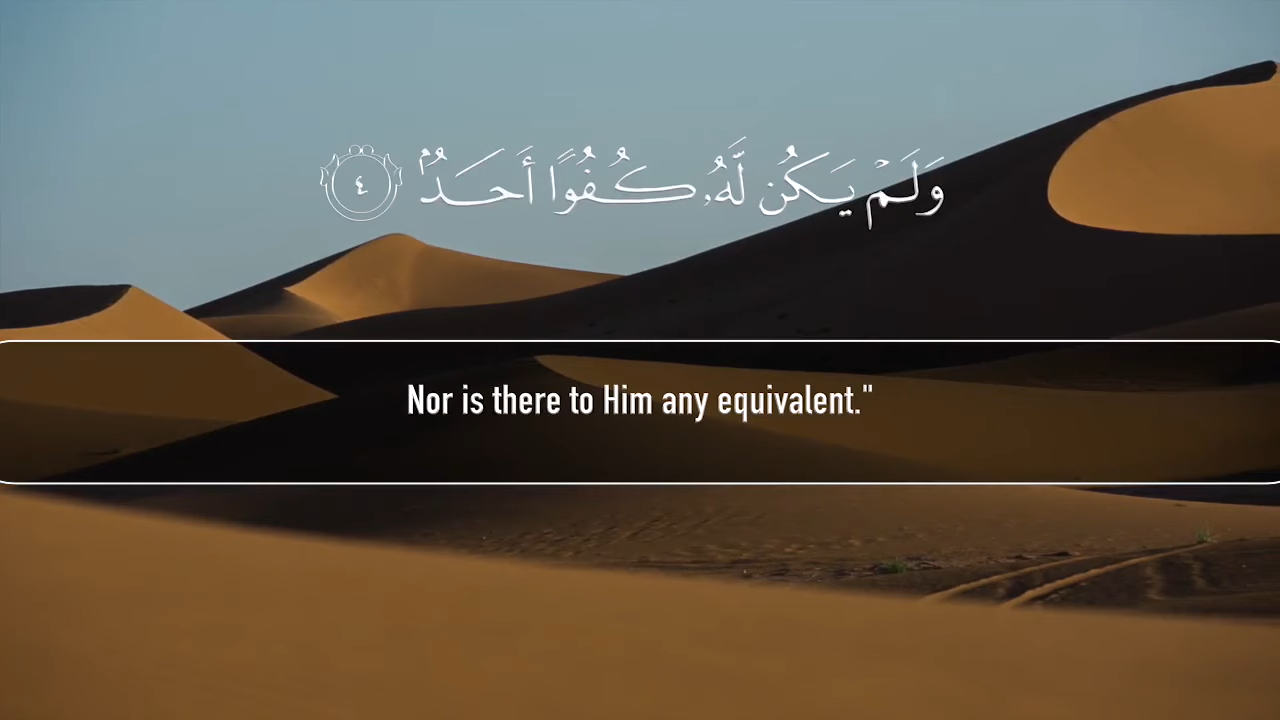 وَلَمْ يَكُن لَّهُۥ كُفُوًا أَحَدٌۢ ٤
Nor is there to Him any equivalent."